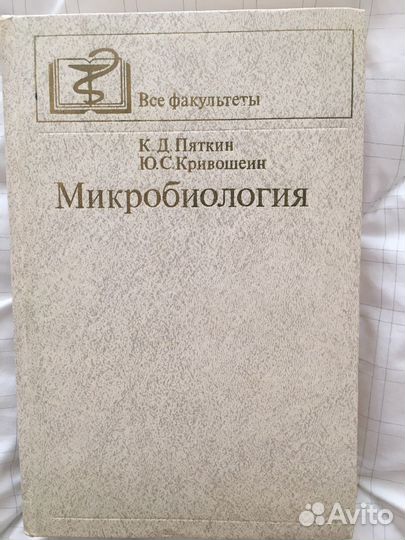 Все факультеты
К. Д. Пяткин
Ю.С.Кривошеин
Микробиология
Avito